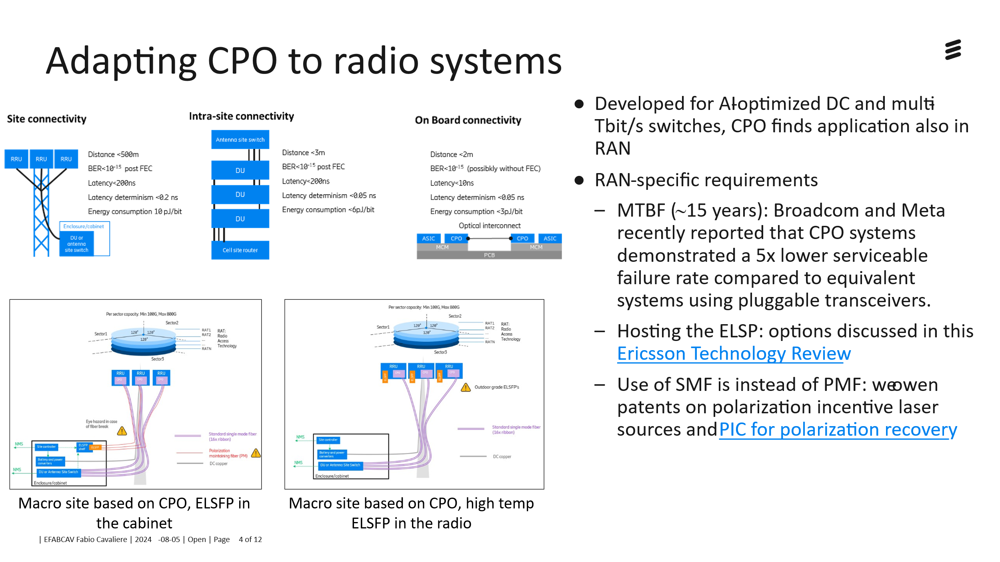 Adapting CPO to radio systems
Site connectivity
RRU
RRU
RRU
Distance <500m
BER<10⁻¹⁵ post FEC
Latency<200ns
Latency determinism <0.2 ns
Energy consumption 10 pJ/bit
Enclosure/cabinet
DU or
antenna
site switch
Intra-site connectivity
Antenna site switch
DU
DU
DU
Cell site router
Distance <3m
BER<10⁻¹⁵ post FEC
Latency<200ns
Latency determinism <0.05 ns
Energy consumption <6pJ/bit
On Board connectivity
Distance <2m
BER<10⁻¹⁵ (possibkly without FEC)
Latency<10ns
Latency determinism <0.05 ns
Energy consumption <3pJ/bit
Optical interconnect
ASIC
CPO
CPO
ASIC
MCM
MCM
PCB
Per sector capacity: Min 100G, Max 800G
Sector2
Sector1
120°
120°
120°
Sector3
RAT1
RAT2
...
...
RATN
RAT:
Radio
Access
Technology
RRU
RRU
RRU
CPO
CPO
CPO
Eye hazard in case
of fiber break
Standard single mode fiber
(16x ribbon)
Polarization
maintaining fiber (PM)
DC copper
NMS
Site controller
ELSFP
shelf
ELSFP
Battery and power
converters
NMS
DU or Antenna Site Switch
Enclosure/cabinet
Macro site based on CPO, ELSFP in
the cabinet
Per sector capacity: Min 100G, Max 800G
Sector2
Sector1
120°
120°
120°
Sector3
RAT1
RAT2
...
...
RATN
RAT:
Radio
Access
Technology
RRU
RRU
RRU
ELSFP
CPO
ELSFP
CPO
ELSFP
CPO
Outdoor grade ELSFP's
Standard single mode fiber
(16x ribbon)
DC copper
NMS
Site controller
Battery and power
converters
NMS
DU or Antenna Site Switch
Enclosure/cabinet
Macro site based on CPO, high temp
ELSFP in the radio
● Developed for AI-optimized DC and multi-
Tbit/s switches, CPO finds application also in
RAN
● RAN-specific requirements
– MTBF (~15 years): Broadcom and Meta
recently reported that CPO systems
demonstrated a 5x lower serviceable
failure rate compared to equivalent
systems using pluggable transceivers.
– Hosting the ELSP: options discussed in this
Ericsson Technology Review
– Use of SMF is instead of PMF: we owen
patents on polarization incentive laser
sources and PIC for polarization recovery
| EFABCAV Fabio Cavaliere | 2024 -08-05 | Open | Page 4 of 12